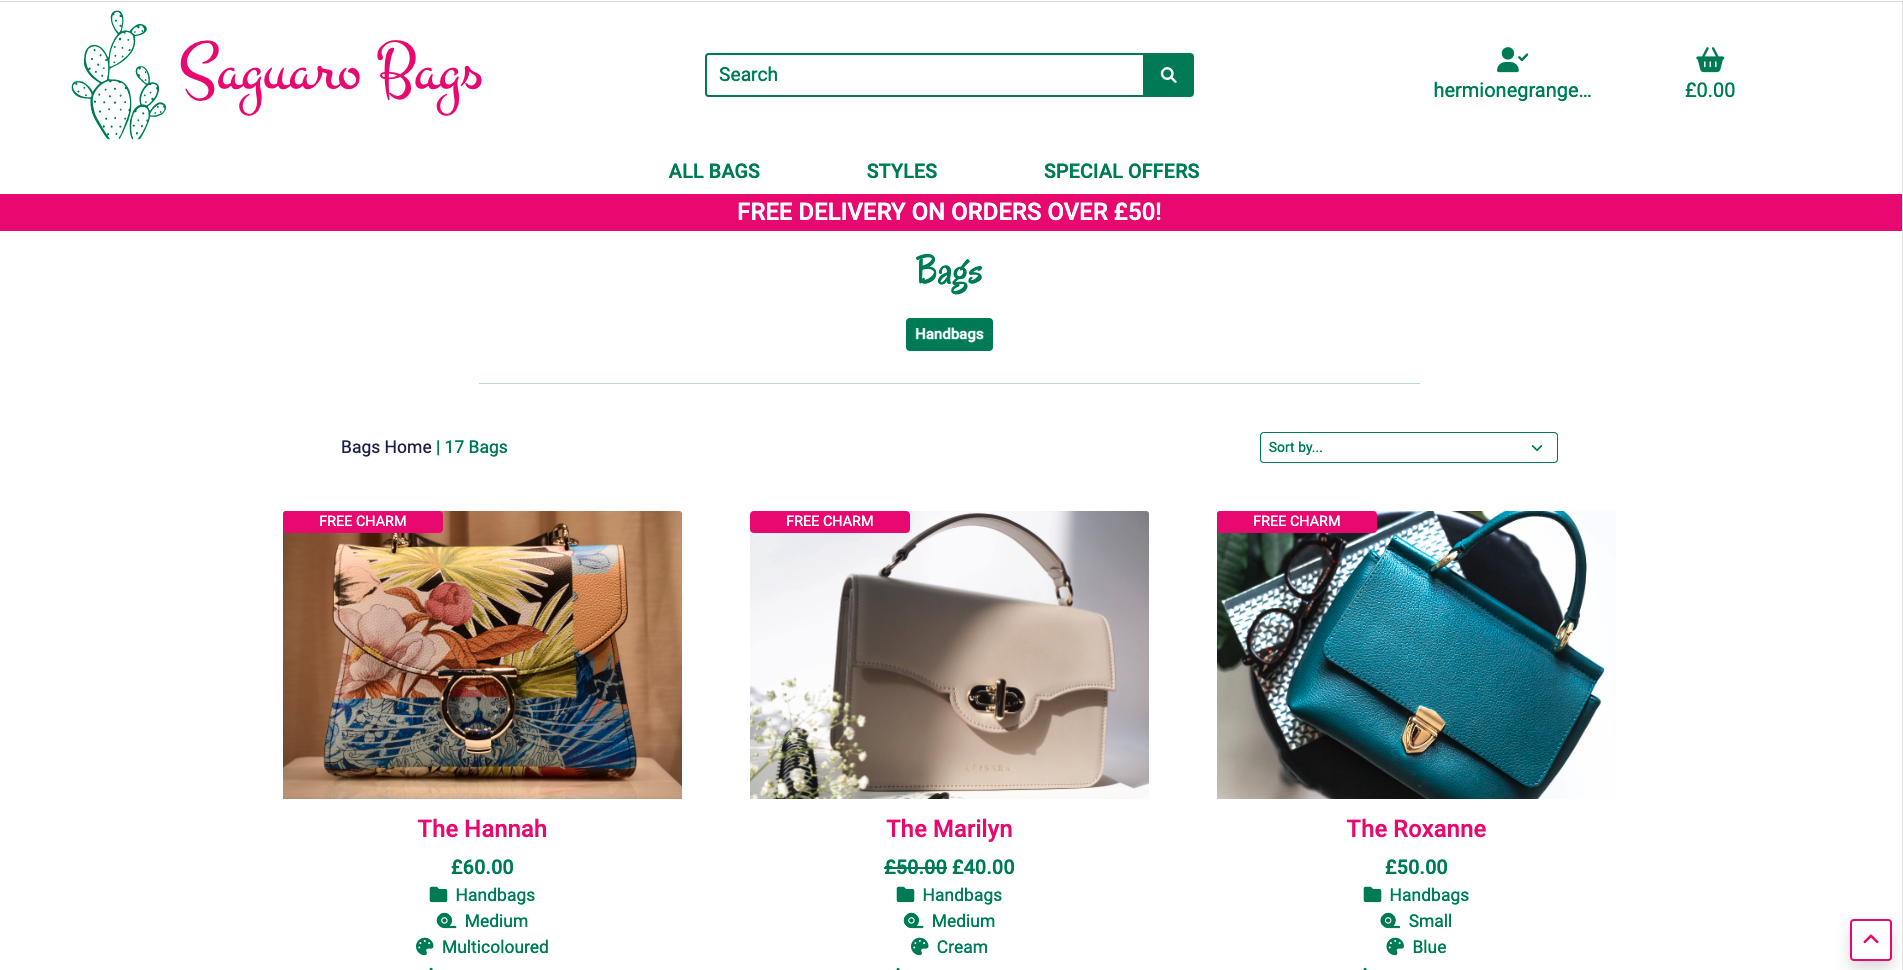 Saguaro Bags
Search
hermionegrange...
£0.00
ALL BAGS
STYLES
SPECIAL OFFERS
FREE DELIVERY ON ORDERS OVER £50!
Bags
Handbags
Bags Home | 17 Bags
Sort by...
FREE CHARM
FREE CHARM
FREE CHARM
The Hannah
£60.00
Handbags
Medium
Multicoloured
The Marilyn
£50.00 £40.00
Handbags
Medium
Cream
The Roxanne
£50.00
Handbags
Small
Blue